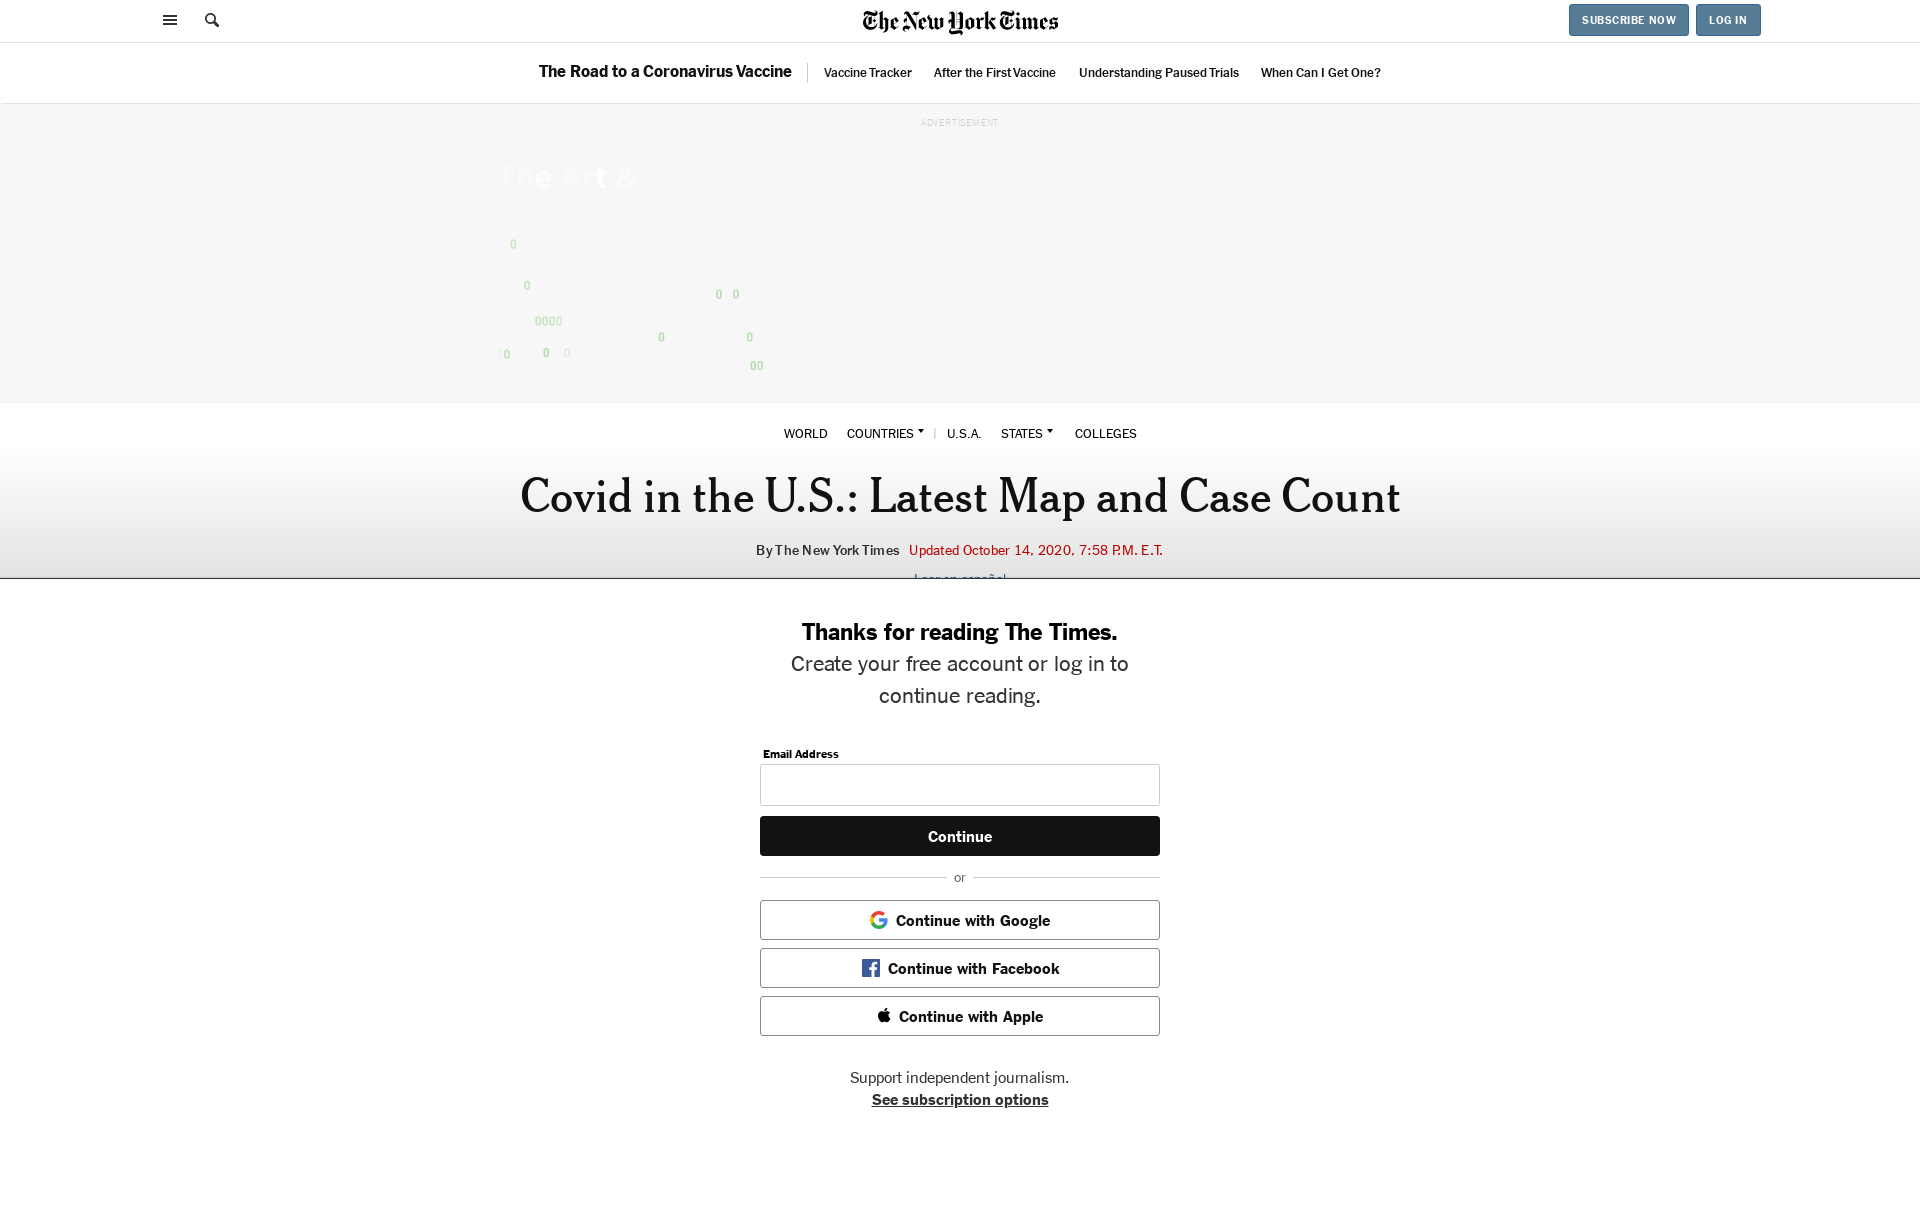 The New York Times
SUBSCRIBE NOW
LOG IN
The Road to a Coronavirus Vaccine
Vaccine Tracker
After the First Vaccine
Understanding Paused Trials
When Can I Get One?
ADVERTISEMENT
The Art &
0
0
0 0
0000
0 0
10 0 0
00
WORLD COUNTRIES | U.S.A. STATES COLLEGES
Covid in the U.S.: Latest Map and Case Count
By The New York Times Updated October 14, 2020, 7:58 P.M. E.T.
Leer en español
Thanks for reading The Times.
Create your free account or log in to
continue reading.
Email Address
Continue
or
Continue with Google
Continue with Facebook
Continue with Apple
Support independent journalism.
See subscription options